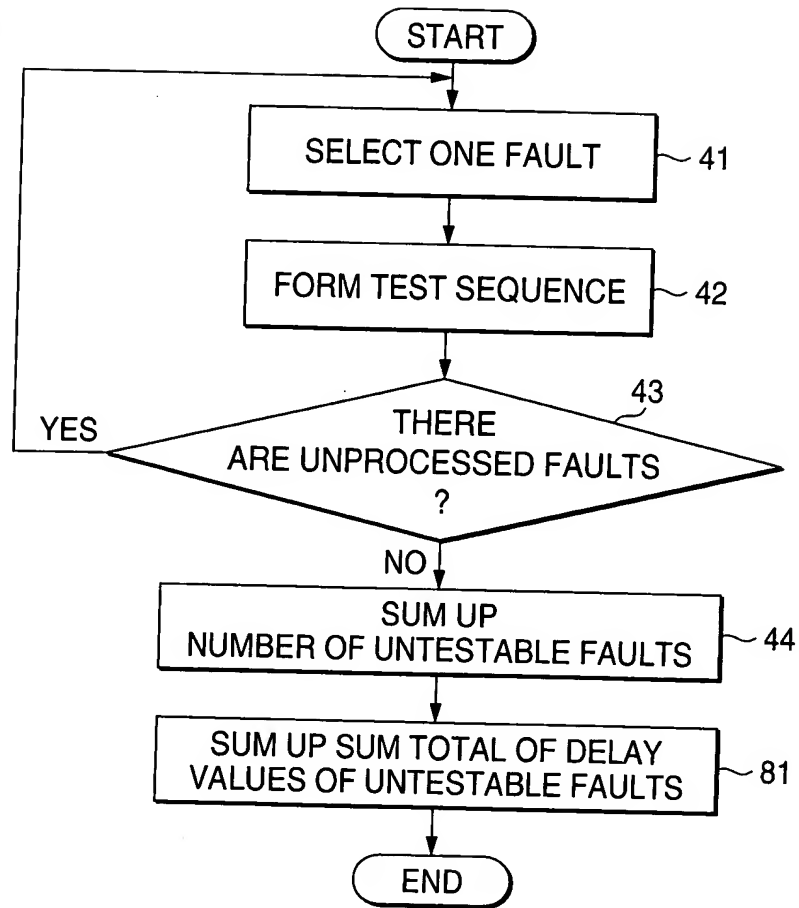 START
SELECT ONE FAULT
41
FORM TEST SEQUENCE
42
43
YES
THERE
ARE UNPROCESSED FAULTS
?
NO
SUM UP
NUMBER OF UNTESTABLE FAULTS
44
SUM UP SUM TOTAL OF DELAY
VALUES OF UNTESTABLE FAULTS
81
END